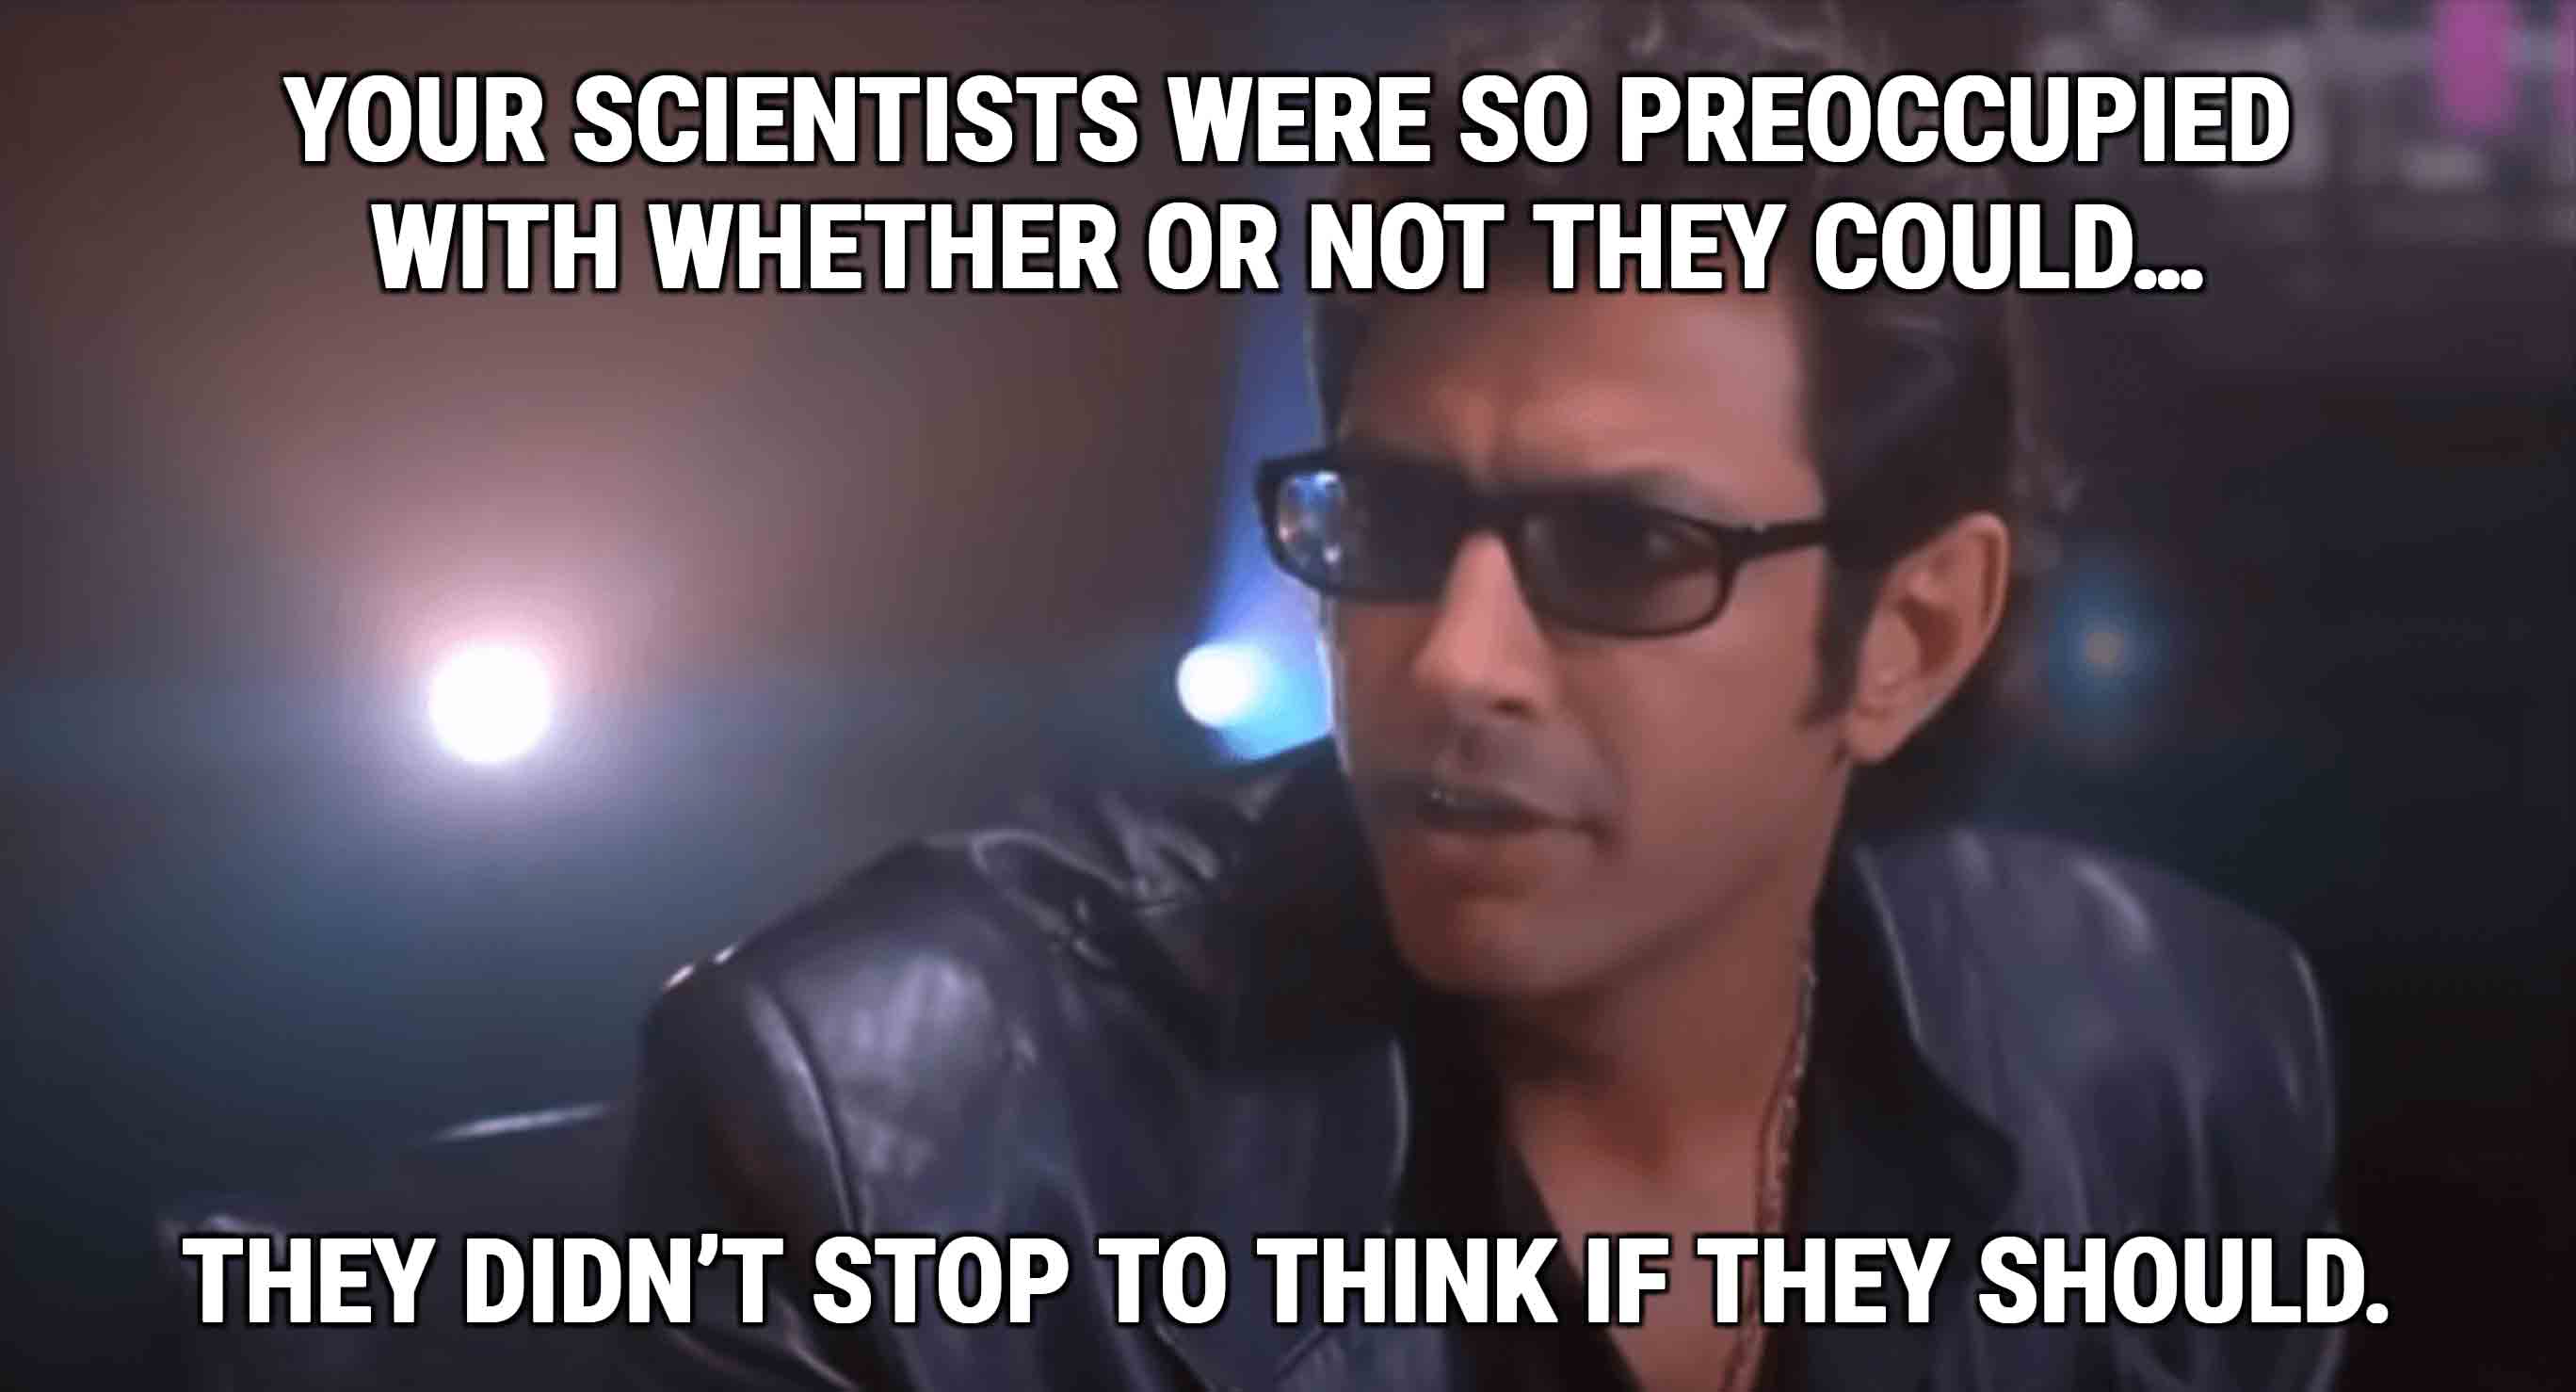 YOUR SCIENTISTS WERE SO PREOCCUPIED
WITH WHETHER OR NOT THEY COULD...
THEY DIDN'T STOP TO THINK IF THEY SHOULD.